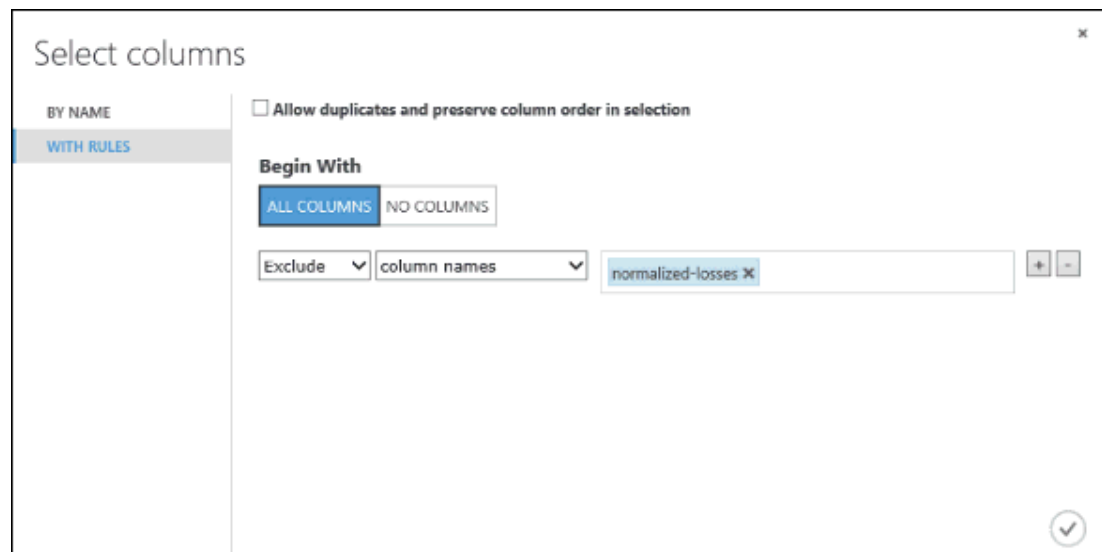 Select columns
BY NAME
WITH RULES
Allow duplicates and preserve column order in selection
Begin With
ALL COLUMNS NO COLUMNS
Exclude column names normalized-losses × + -